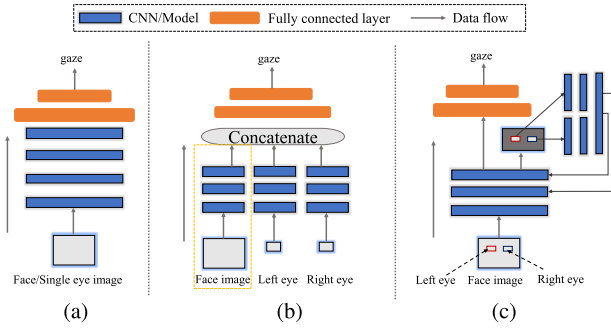 CNN/Model Fully connected layer Data flow
gaze
Face/Single eye image
(a)
gaze
Concatenate
Face image Left eye Right eye
(b)
gaze
Left eye Face image Right eye
(c)